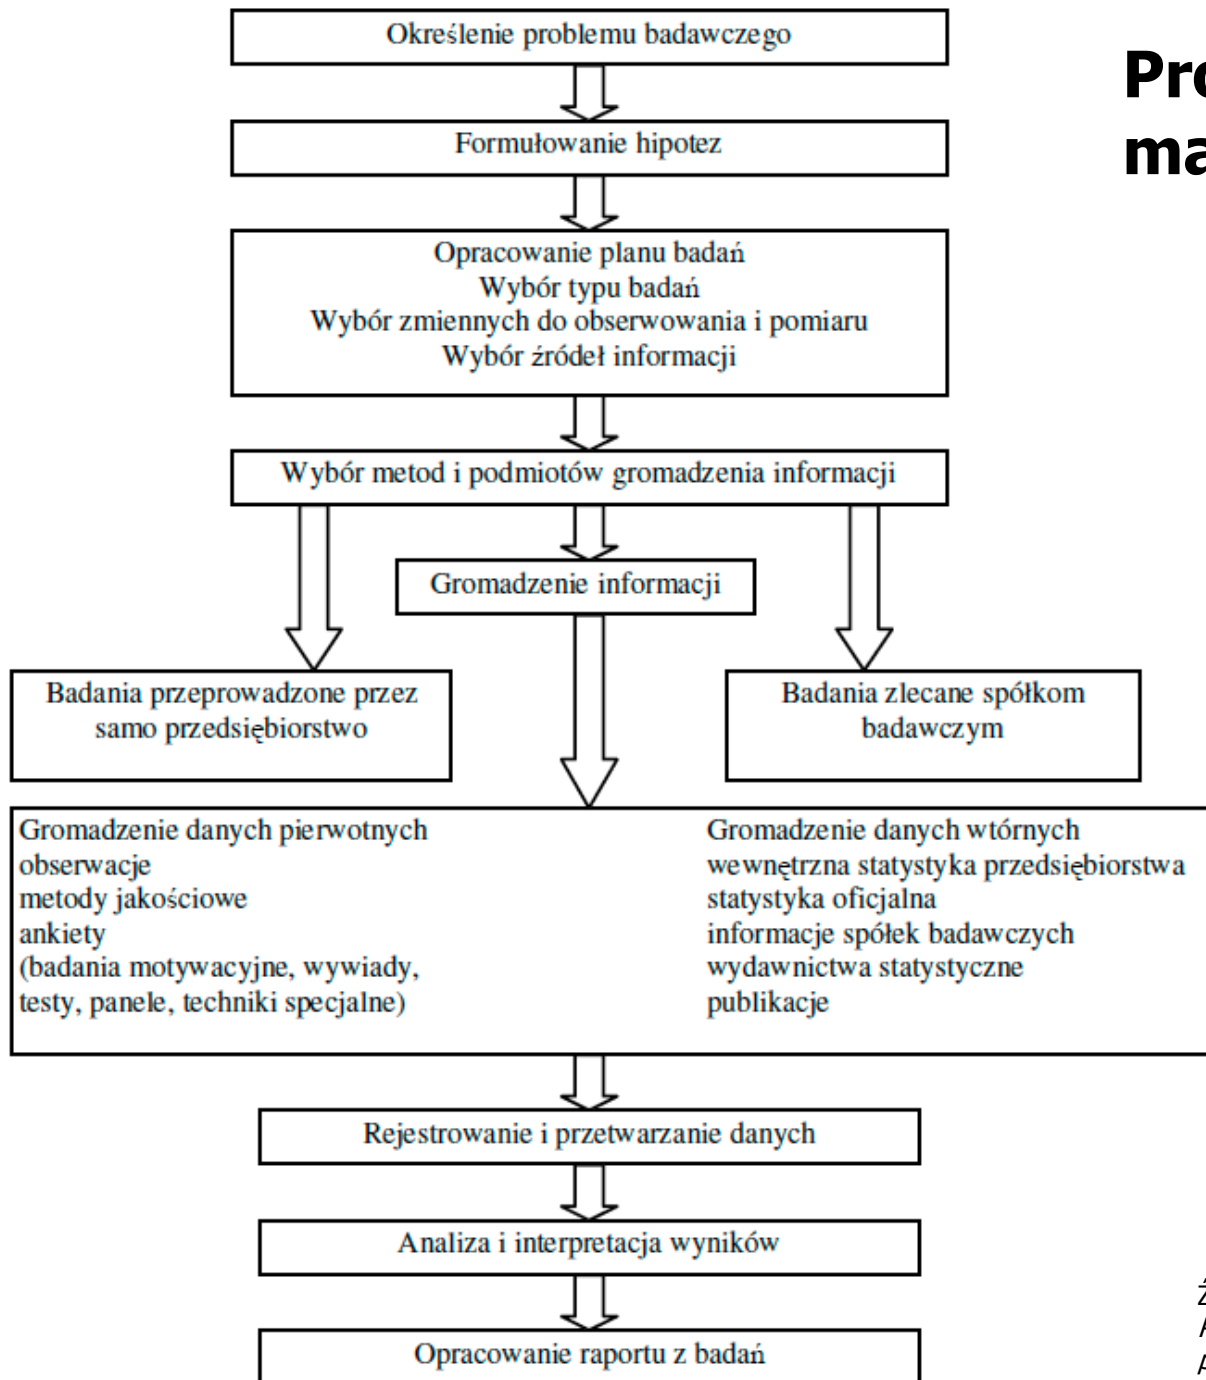 Określenie problemu badawczego
Pro
ma
Formułowanie hipotez
Opracowanie planu badań
Wybór typu badań
Wybór zmiennych do obserwowania i pomiaru
Wybór źródeł informacji
Wybór metod i podmiotów gromadzenia informacji
Gromadzenie informacji
Badania przeprowadzone przez
samo przedsiębiorstwo
Badania zlecane spółkom
badawczym
Gromadzenie danych pierwotnych
obserwacje
metody jakościowe
ankiety
(badania motywacyjne, wywiady,
testy, panele, techniki specjalne)
Gromadzenie danych wtórnych
wewnętrzna statystyka przedsiębiorstwa
statystyka oficjalna
informacje spółek badawczych
wydawnictwa statystyczne
publikacje
Rejestrowanie i przetwarzanie danych
Analiza i interpretacja wyników
Opracowanie raportu z badań